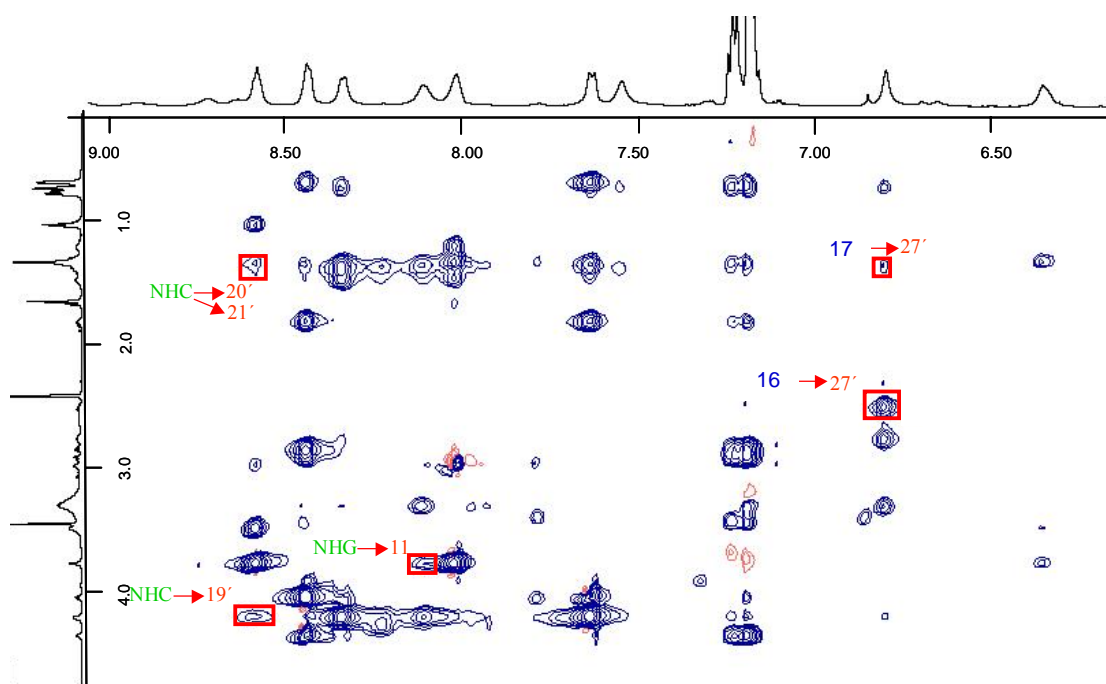 9.00 8.50 8.00 7.50 7.00 6.50
1.0
17 → 27´
NHC → 20´
21´
2.0
16 → 27´
3.0
NHG → 11
NHC → 19´
4.0